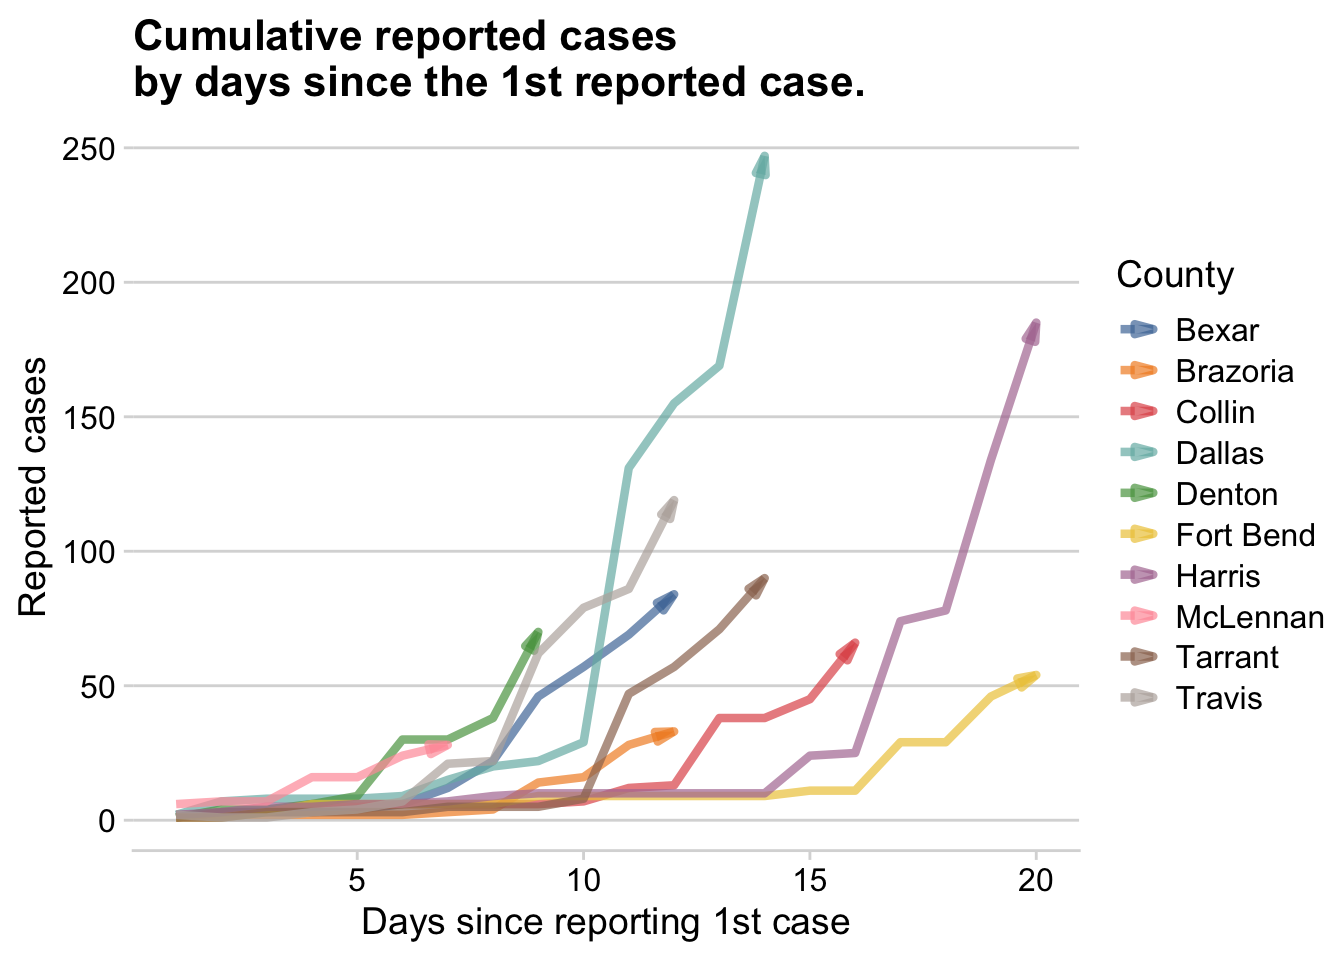 Cumulative reported cases
by days since the 1st reported case.
Reported cases
250
200
150
100
50
0
5
10
15
20
Days since reporting 1st case
County
Bexar
Brazoria
Collin
Dallas
Denton
Fort Bend
Harris
McLennan
Tarrant
Travis